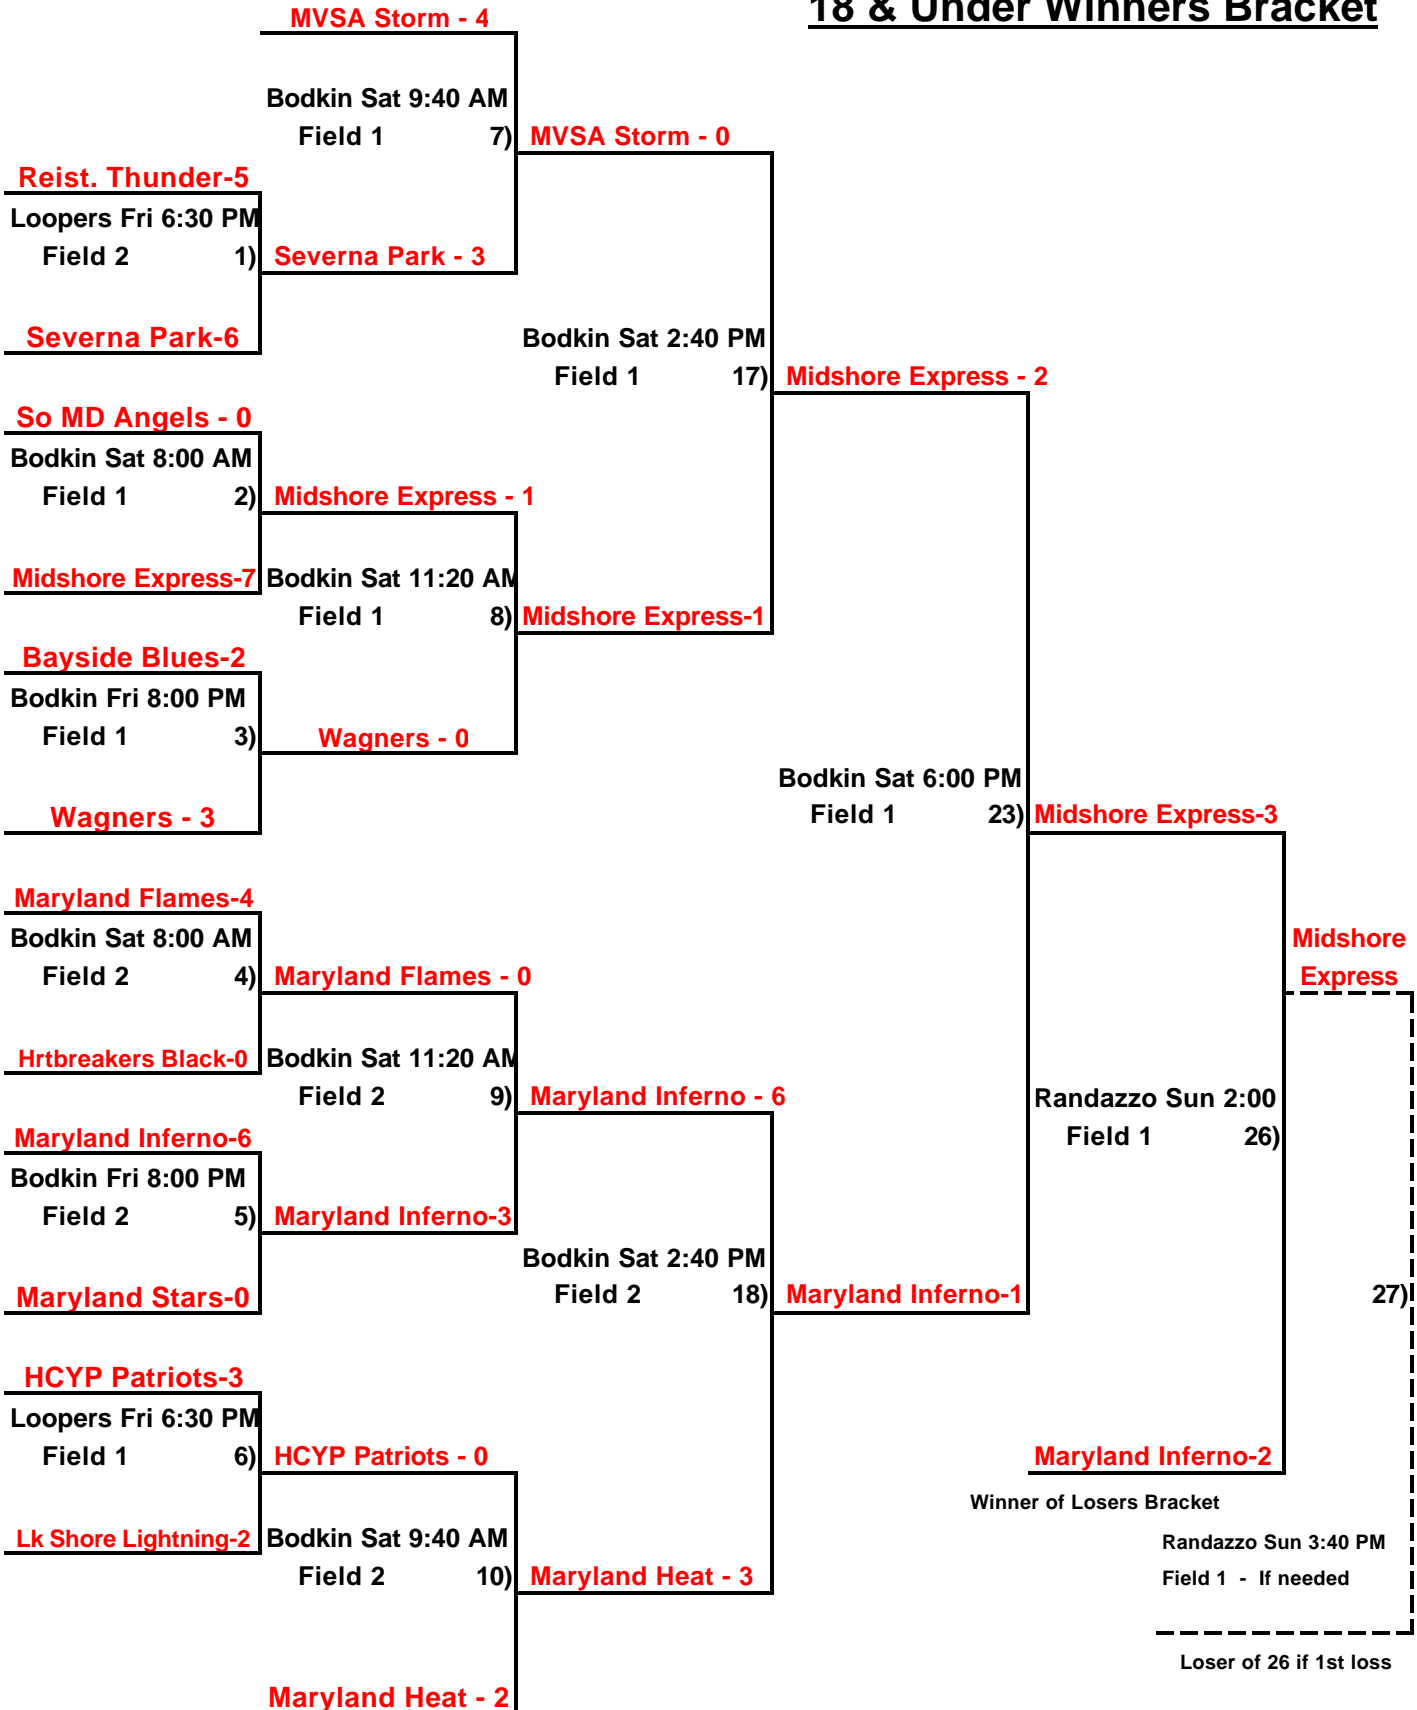 18 & Under Winners Bracket
MVSA Storm - 4
Bodkin Sat 9:40 AM
Field 1 7)
MVSA Storm - 0
Reist. Thunder-5
Loopers Fri 6:30 PM
Field 2 1)
Severna Park - 3
Severna Park-6
Bodkin Sat 2:40 PM
Field 1 17)
Midshore Express - 2
So MD Angels - 0
Bodkin Sat 8:00 AM
Field 1 2)
Midshore Express - 1
Midshore Express-7
Bodkin Sat 11:20 AM
Field 1 8)
Midshore Express-1
Bayside Blues-2
Bodkin Fri 8:00 PM
Field 1 3)
Wagners - 0
Wagners - 3
Bodkin Sat 6:00 PM
Field 1 23)
Midshore Express-3
Maryland Flames-4
Bodkin Sat 8:00 AM
Field 2 4)
Maryland Flames - 0
Midshore
Express
Hrtbreakers Black-0
Bodkin Sat 11:20 AM
Field 2 9)
Maryland Inferno - 6
Randazzo Sun 2:00
Field 1 26)
Maryland Inferno-6
Bodkin Fri 8:00 PM
Field 2 5)
Maryland Inferno-3
Maryland Stars-0
Bodkin Sat 2:40 PM
Field 2 18)
Maryland Inferno-1
27)
HCYP Patriots-3
Loopers Fri 6:30 PM
Field 1 6)
HCYP Patriots - 0
Maryland Inferno-2
Winner of Losers Bracket
Lk Shore Lightning-2
Bodkin Sat 9:40 AM
Field 2 10)
Maryland Heat - 3
Randazzo Sun 3:40 PM
Field 1 - If needed
Loser of 26 if 1st loss
Maryland Heat - 2